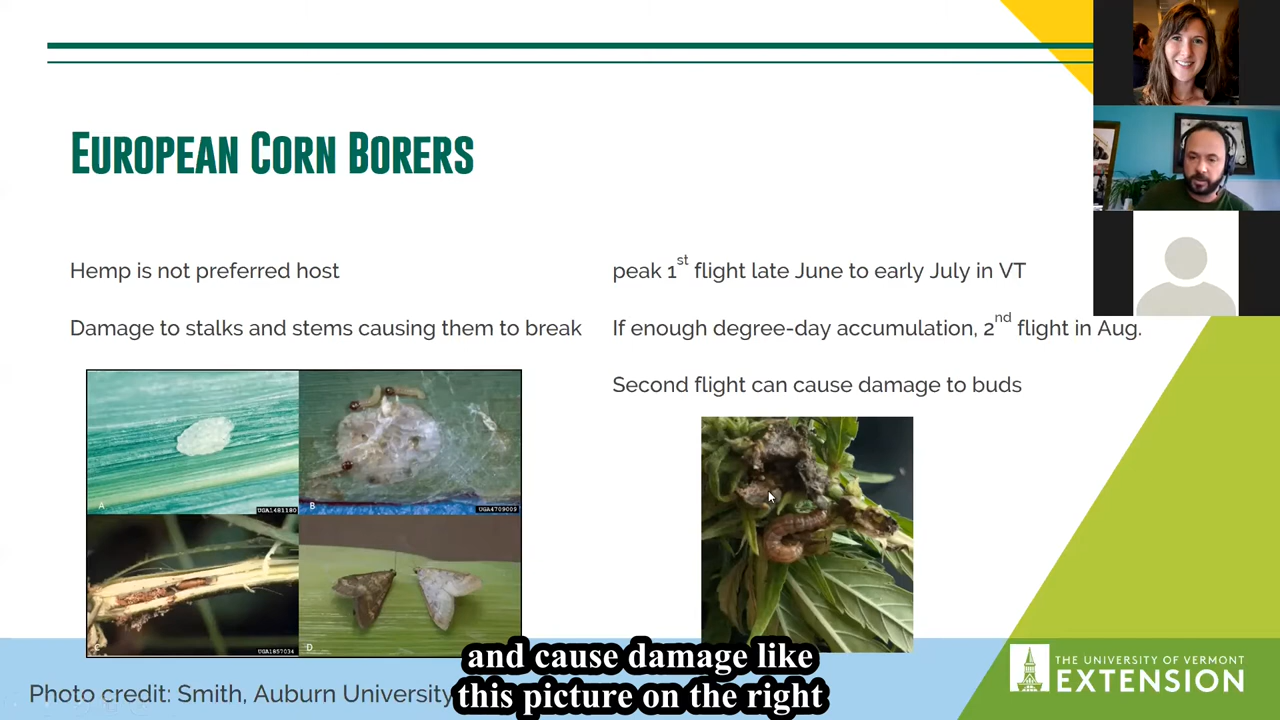 EUROPEAN CORN BORERS
Hemp is not preferred host
Damage to stalks and stems causing them to break
peak 1st flight late June to early July in VT
If enough degree-day accumulation, 2nd flight in Aug.
Second flight can cause damage to buds
A
UGA1481180
B
UGA4709009
UGA1857034
D
Photo credit: Smith, Auburn University
and cause damage like
this picture on the right
THE UNIVERSITY OF VERMONT
EXTENSION